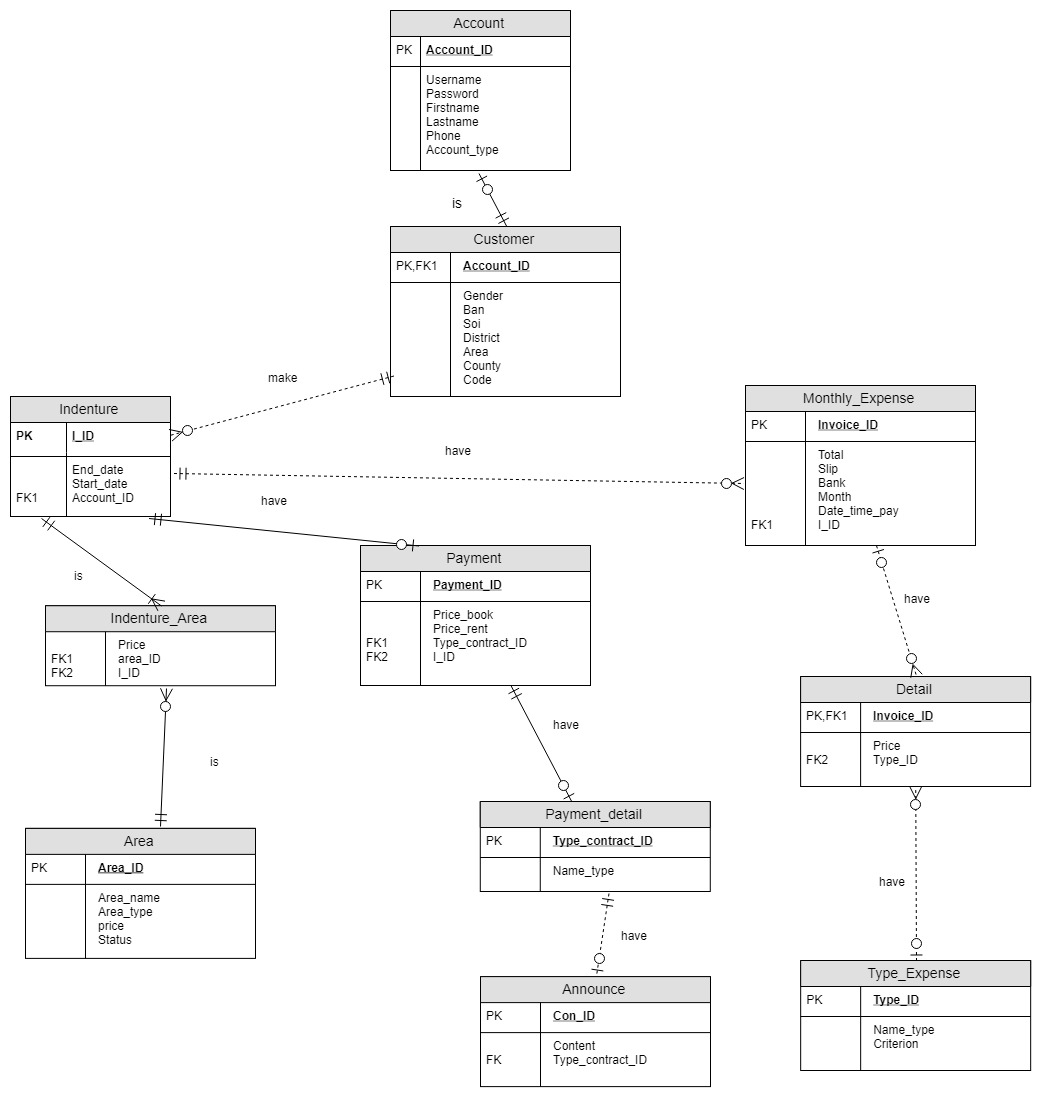 Account
PK Account_ID
Username
Password
Firstname
Lastname
Phone
Account_type
is
Customer
PK,FK1 Account_ID
Gender
Ban
Soi
District
Area
County
Code
make
Indenture
PK I_ID
End_date
Start_date
FK1 Account_ID
have
Monthly_Expense
PK Invoice_ID
Total
Slip
Bank
Month
Date_time_pay
FK1 I_ID
have
is
Payment
PK Payment_ID
Price_book
Price_rent
FK1 Type_contract_ID
FK2 I_ID
have
Indenture_Area
Price
FK1 area_ID
FK2 I_ID
Detail
PK,FK1 Invoice_ID
Price
FK2 Type_ID
have
is
Area
PK Area_ID
Area_name
Area_type
price
Status
Payment_detail
PK Type_contract_ID
Name_type
have
have
Announce
PK Con_ID
Content
FK Type_contract_ID
Type_Expense
PK Type_ID
Name_type
Criterion